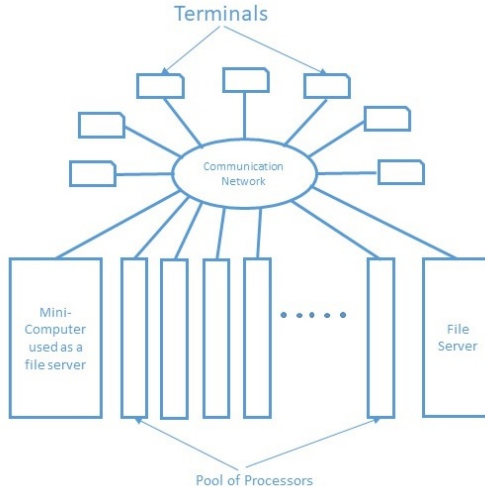 Terminals
Communication
Network
Mini-
Computer
used as a
file server
File
Server
Pool of Processors